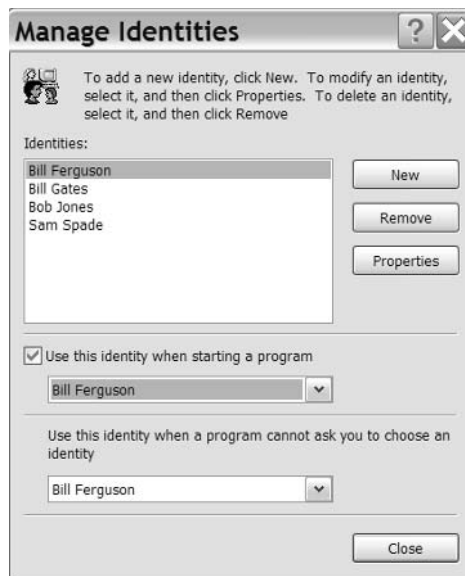 Manage Identities
?
To add a new identity, click New. To modify an identity,
select it, and then click Properties. To delete an identity,
select it, and then click Remove
Identities:
Bill Ferguson
Bill Gates
Bob Jones
Sam Spade
New
Remove
Properties
Use this identity when starting a program
Bill Ferguson
Use this identity when a program cannot ask you to choose an
identity
Bill Ferguson
Close